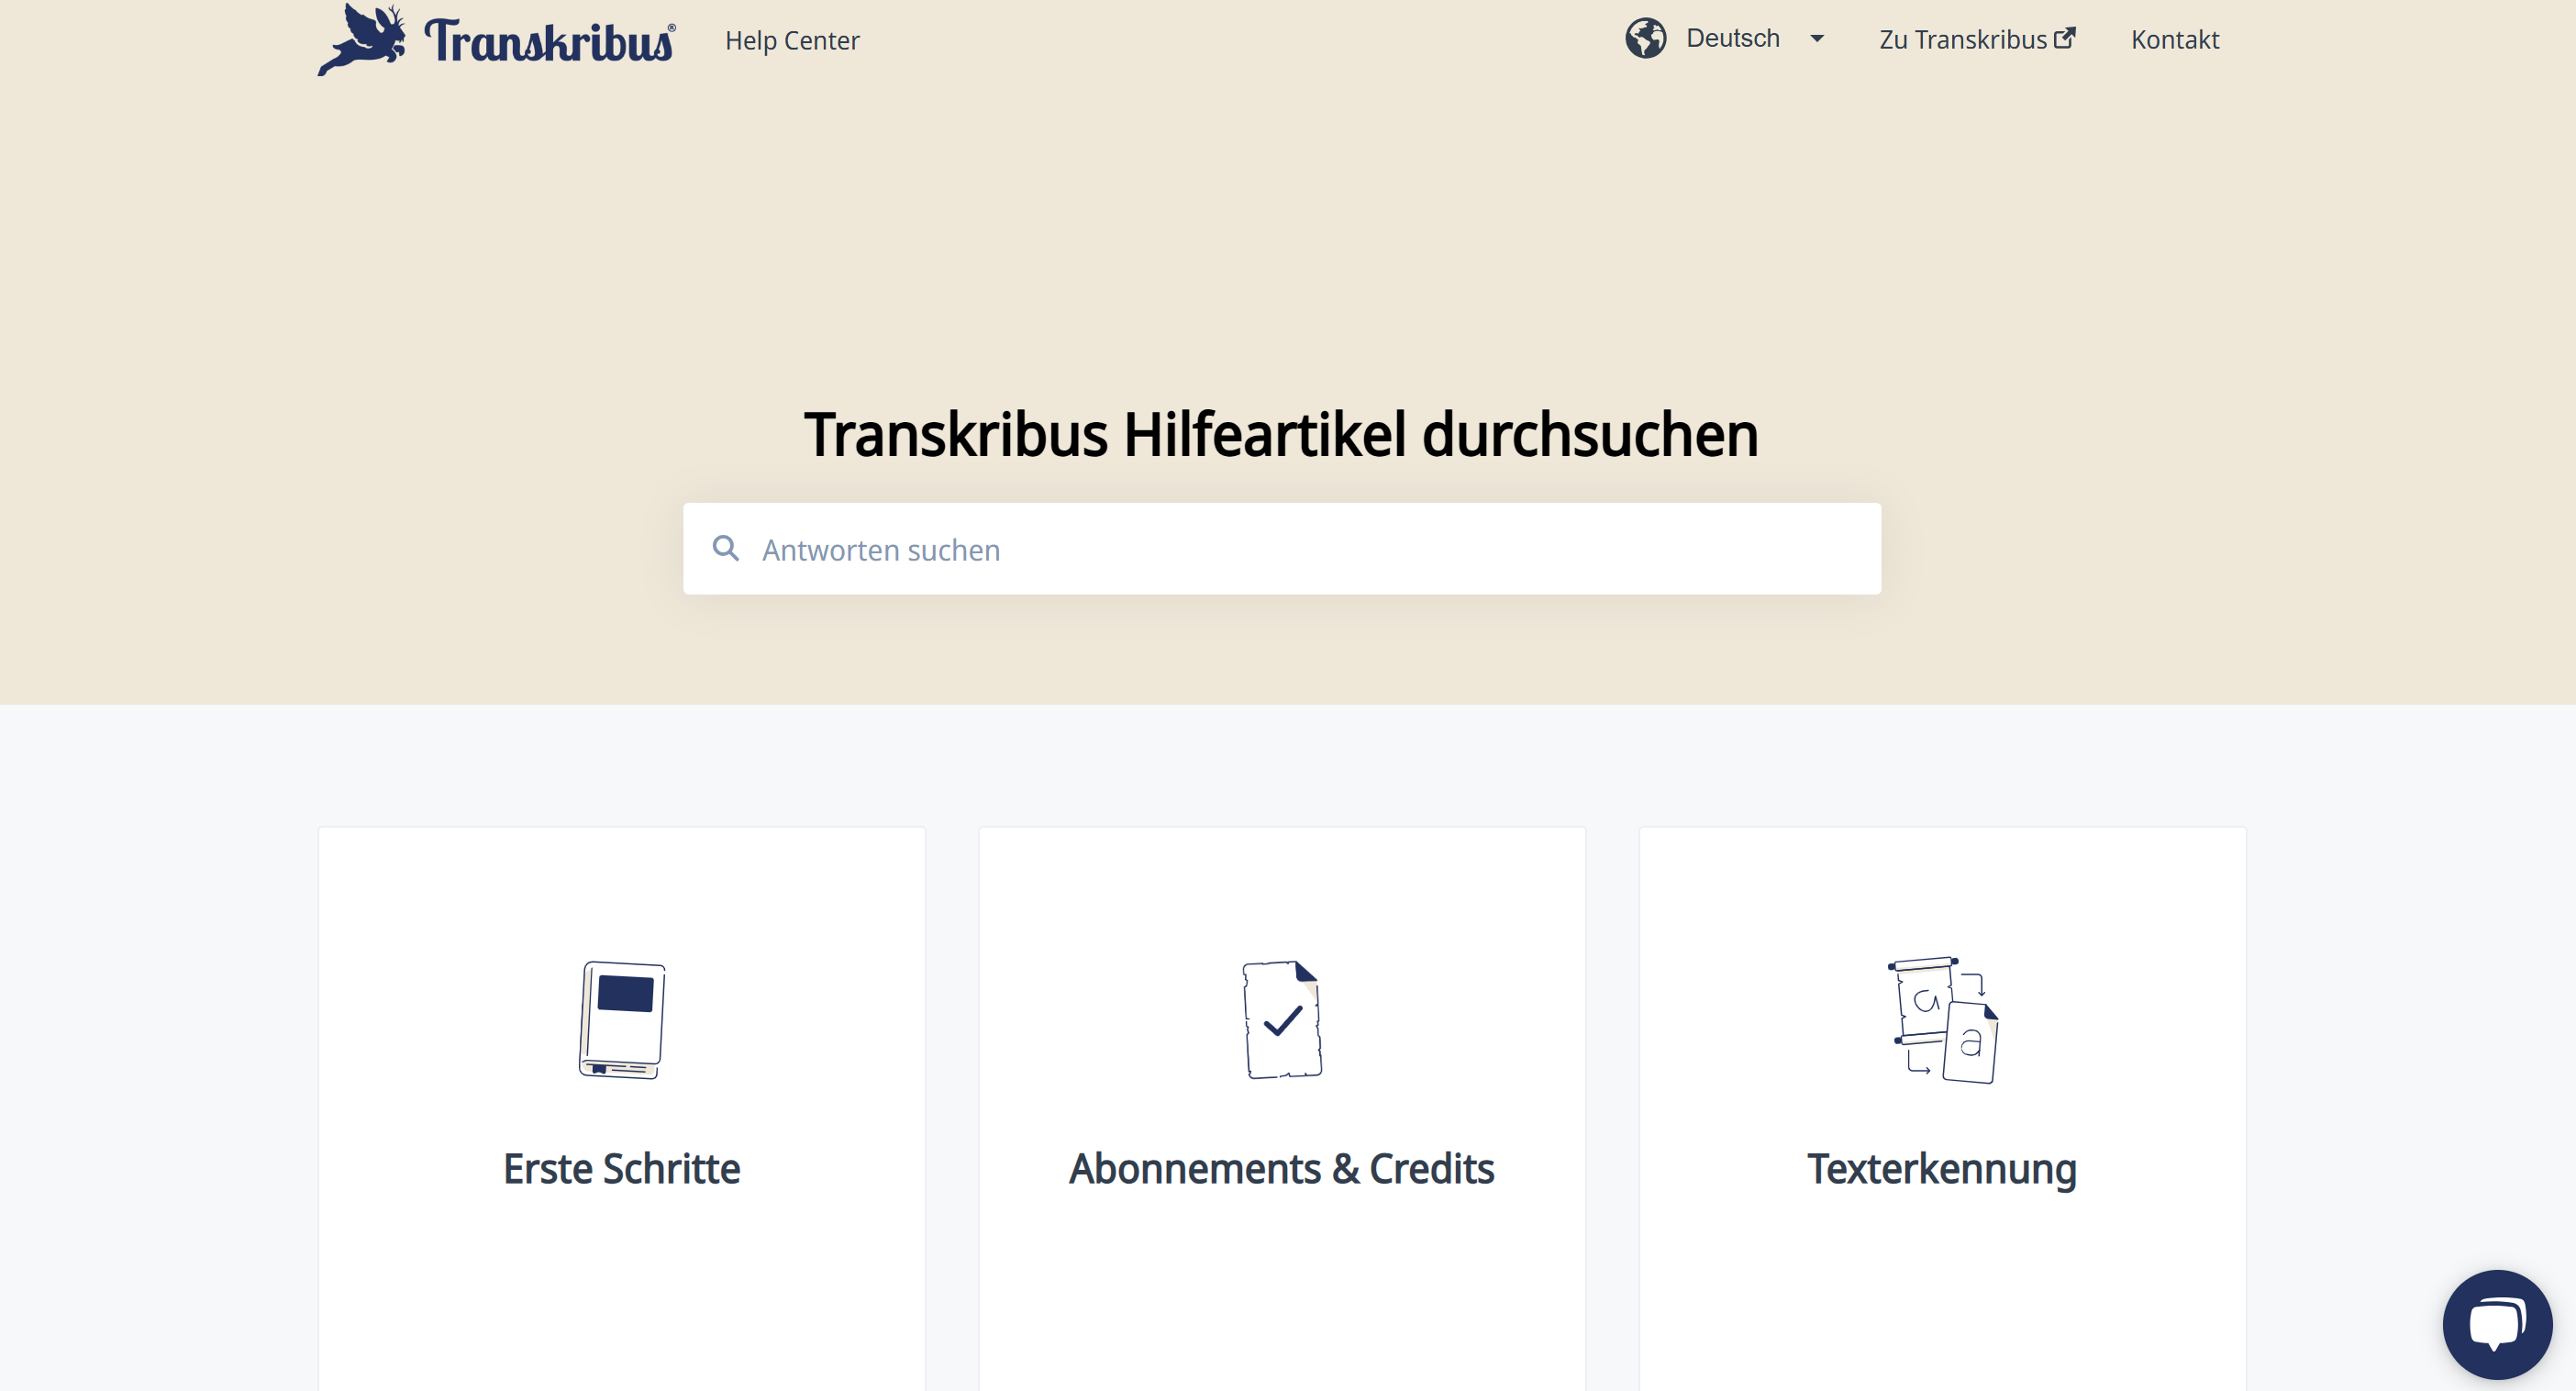 Transkribus®
Help Center
Deutsch
Zu Transkribus
Kontakt
Transkribus Hilfeartikel durchsuchen
Antworten suchen
a
a
Erste Schritte
Abonnements & Credits
Texterkennung